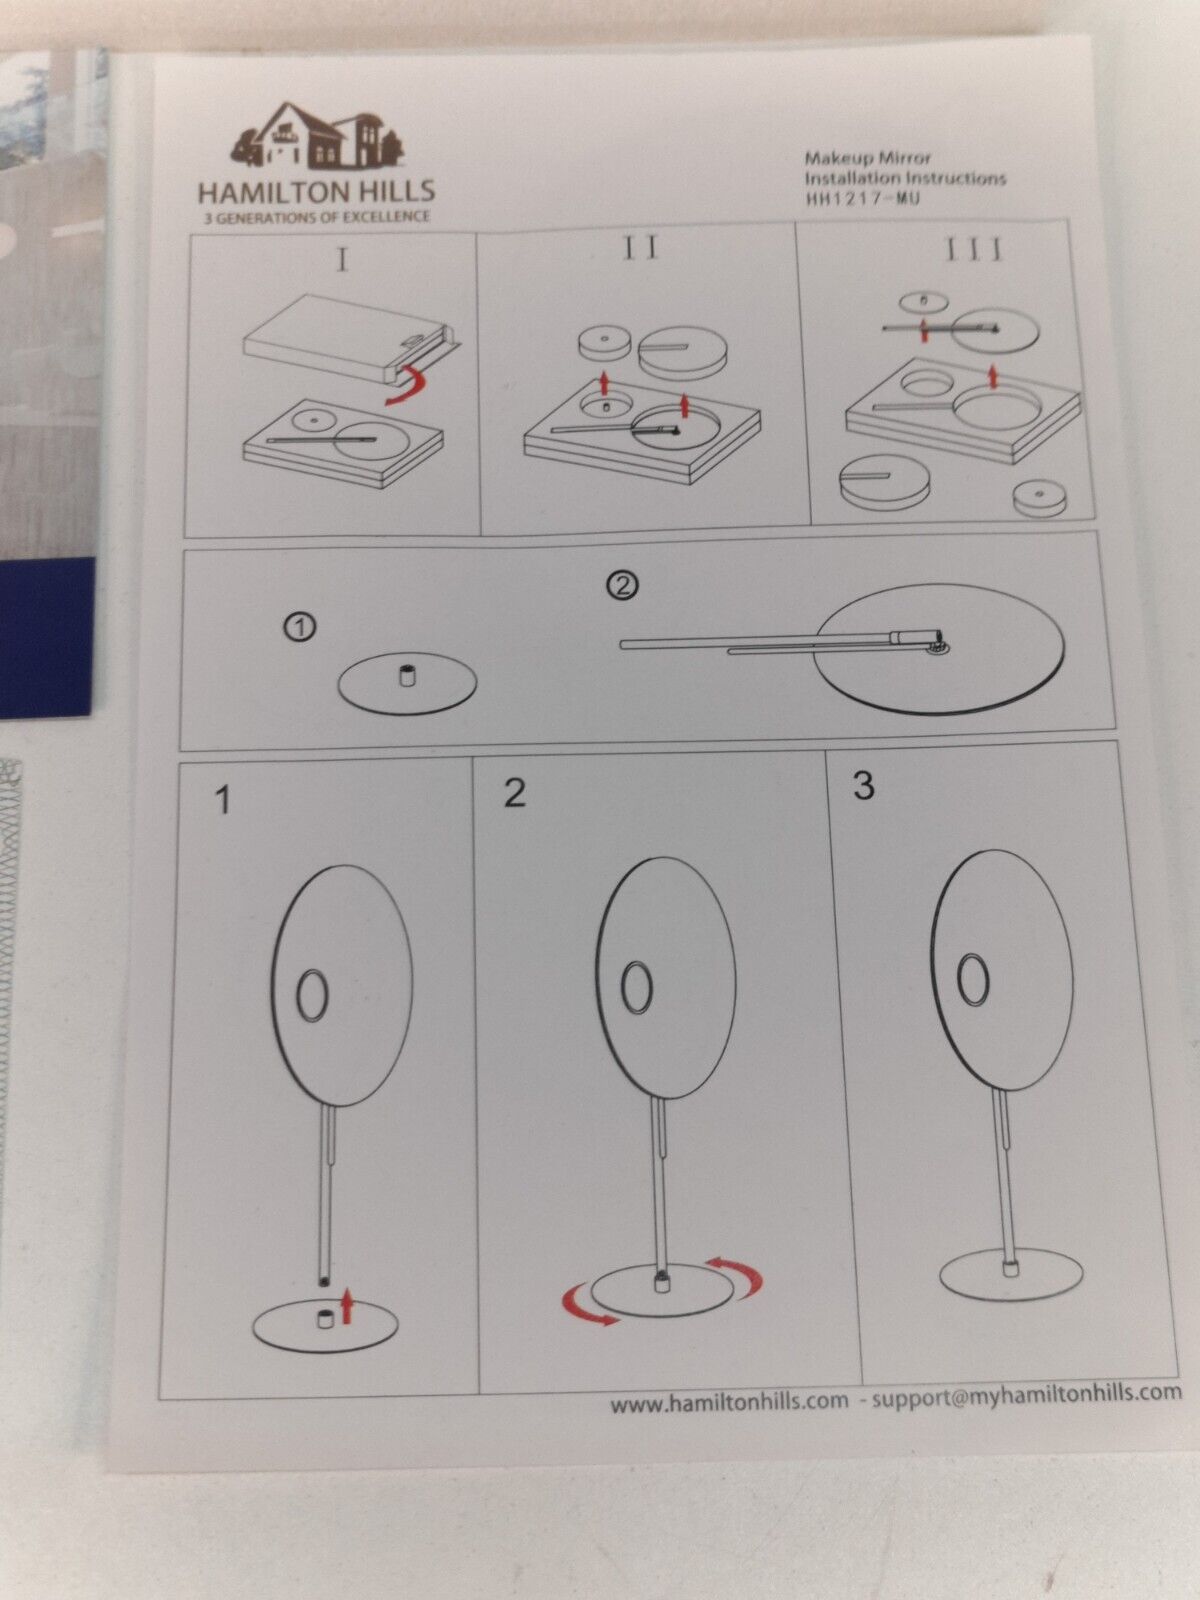 HAMILTON HILLS
3 GENERATIONS OF EXCELLENCE
Makeup Mirror
Installation Instructions
HH1217-MU
I
II
III
1
2
1
2
3
www.hamiltonhills.com - support@myhamiltonhills.com